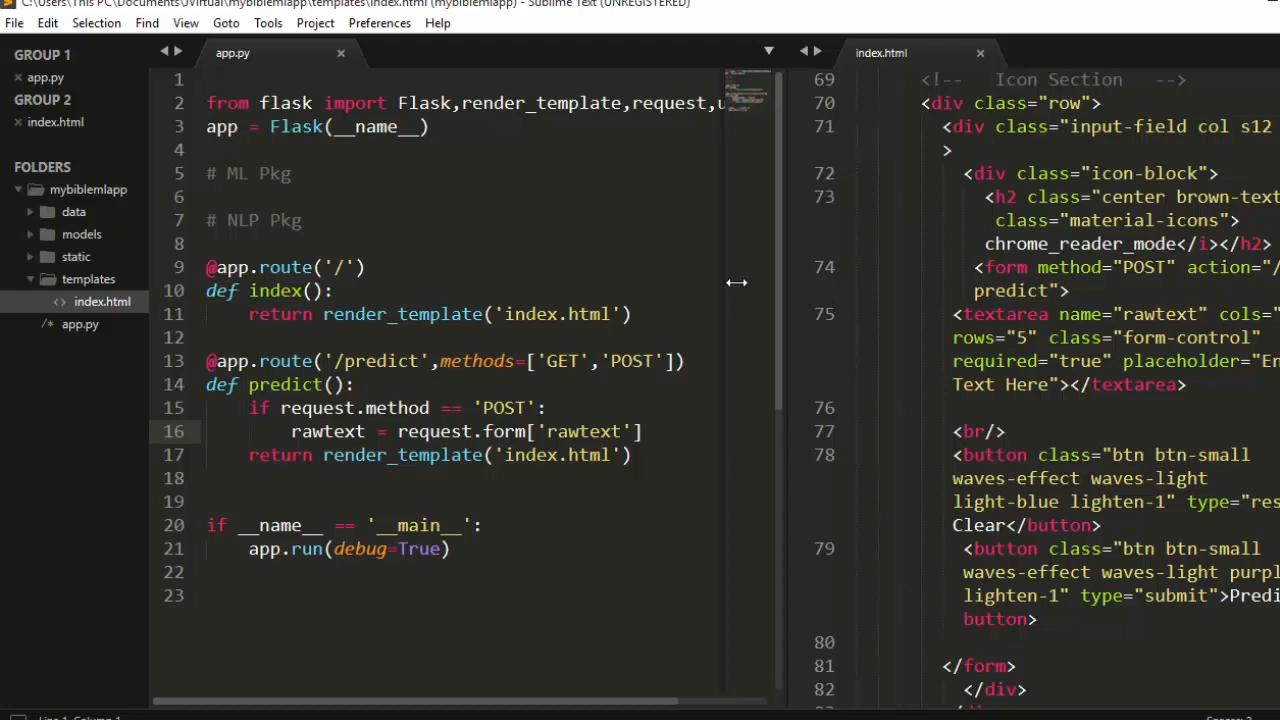 C:\Users\This PC\Documents\JVirtual\mybiblemlapp\templates\index.html (mybiblemlapp) - Sublime Text (UNREGISTERED)
File Edit Selection Find View Goto Tools Project Preferences Help
GROUP 1
app.py
GROUP 2
index.html
FOLDERS
mybiblemlapp
data
models
static
templates
<> index.html
/* app.py
app.py
1
2 from flask import Flask,render_template,request,u
3 app = Flask(__name__)
4
5 # ML Pkg
6
7 # NLP Pkg
8
9 @app.route('/')
10 def index():
11 return render_template('index.html')
12
13 @app.route('/predict',methods=['GET','POST'])
14 def predict():
15 if request.method == 'POST':
16 rawtext = request.form['rawtext']
17 return render_template('index.html')
18
19
20 if __name__ == '__main__':
21 app.run(debug=True)
22
23
index.html
69 <!-- Icon Section -->
70 <div class="row">
71 <div class="input-field col s12
>
72 <div class="icon-block">
73 <h2 class="center brown-text
class="material-icons">
chrome_reader_mode</i></h2>
74 <form method="POST" action="/
predict">
75 <textarea name="rawtext" cols=
rows="5" class="form-control"
required="true" placeholder="En
Text Here"></textarea>
76
77 <br/>
78 <button class="btn btn-small
waves-effect waves-light
light-blue lighten-1" type="res
Clear</button>
79 <button class="btn btn-small
waves-effect waves-light purpl
lighten-1" type="submit">Predi
button>
80
81 </form>
82 </div>